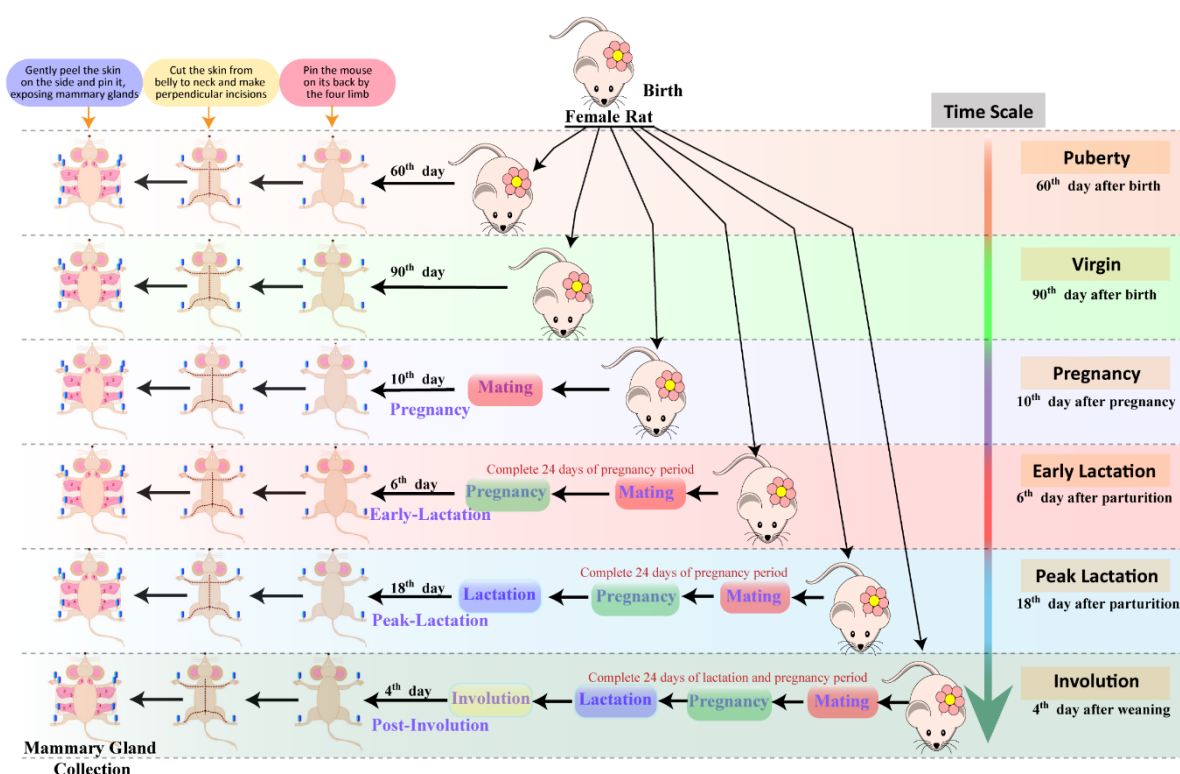 Gently peel the skin
on the side and pin it,
exposing mammary glands
Cut the skin from
belly to neck and make
perpendicular incisions
Pin the mouse
on its back by
the four limb
Birth
Female Rat
Time Scale
60th day
Puberty
60th day after birth
90th day
Virgin
90th day after birth
10th day
Pregnancy
Mating
Pregnancy
10th day after pregnancy
Complete 24 days of pregnancy period
6th day
Early-Lactation
Pregnancy
Mating
Early Lactation
6th day after parturition
Complete 24 days of pregnancy period
18th day
Peak-Lactation
Lactation
Pregnancy
Mating
Peak Lactation
18th day after parturition
Complete 24 days of lactation and pregnancy period
4th day
Post-Involution
Involution
Lactation
Pregnancy
Mating
Involution
4th day after weaning
Mammary Gland
Collection